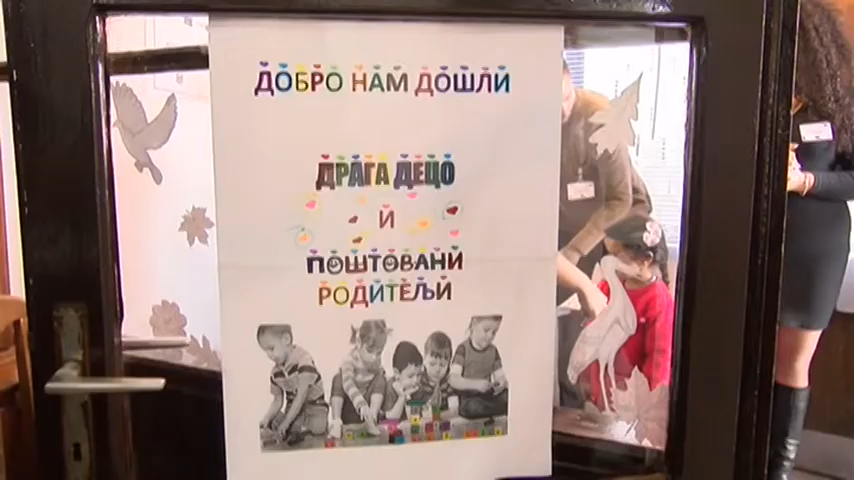 ДОБРО НАМ ДОШЛИ
ДРАГА ДЕЦО
И
ПОШТОВАНИ
РОДИТЕЉИ